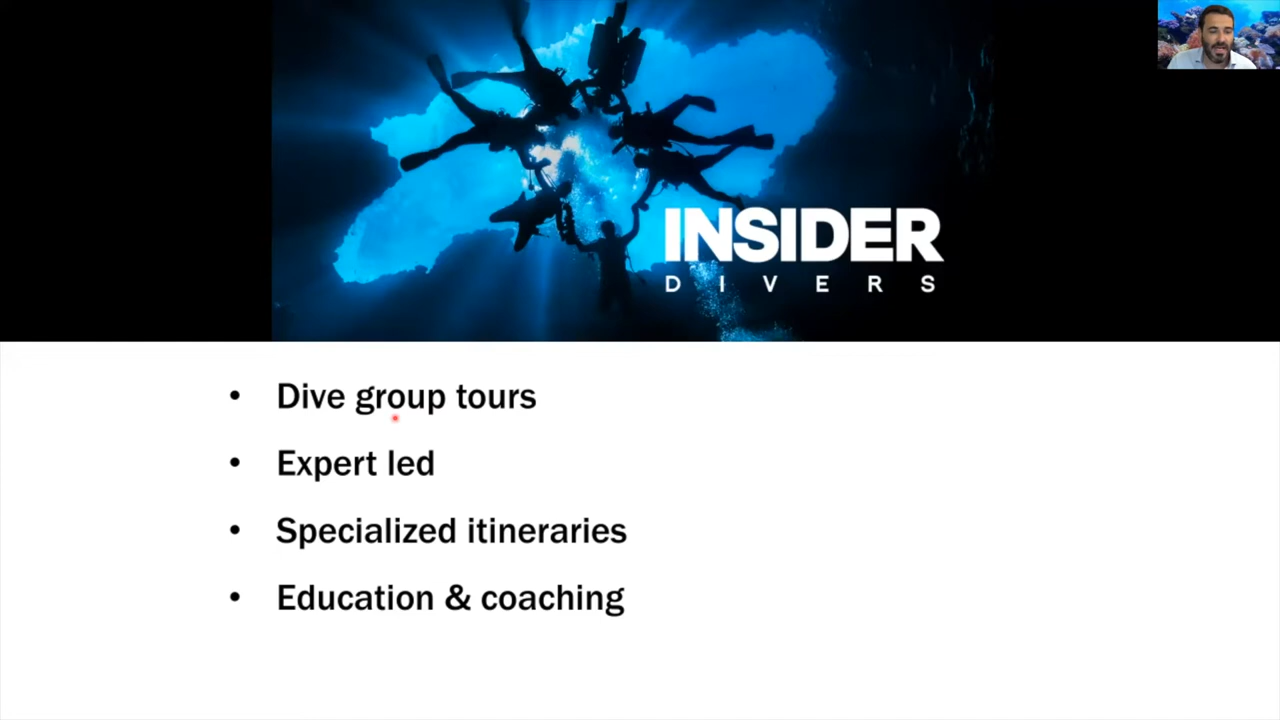 INSIDER
DIVERS
• Dive group tours
• Expert led
• Specialized itineraries
• Education & coaching